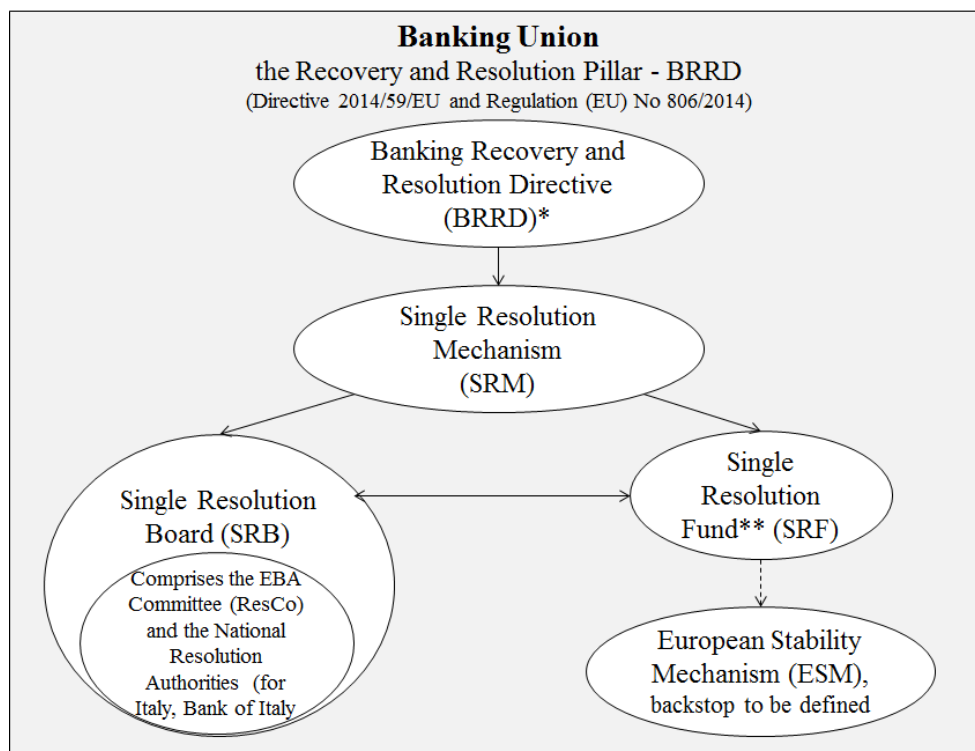 Banking Union
the Recovery and Resolution Pillar - BRRD
(Directive 2014/59/EU and Regulation (EU) No 806/2014)
Banking Recovery and
Resolution Directive
(BRRD)*
Single Resolution
Mechanism
(SRM)
Single Resolution
Board (SRB)
Comprises the EBA
Committee (ResCo)
and the National
Resolution
Authorities (for
Italy, Bank of Italy
Single
Resolution
Fund** (SRF)
European Stability
Mechanism (ESM),
backstop to be defined